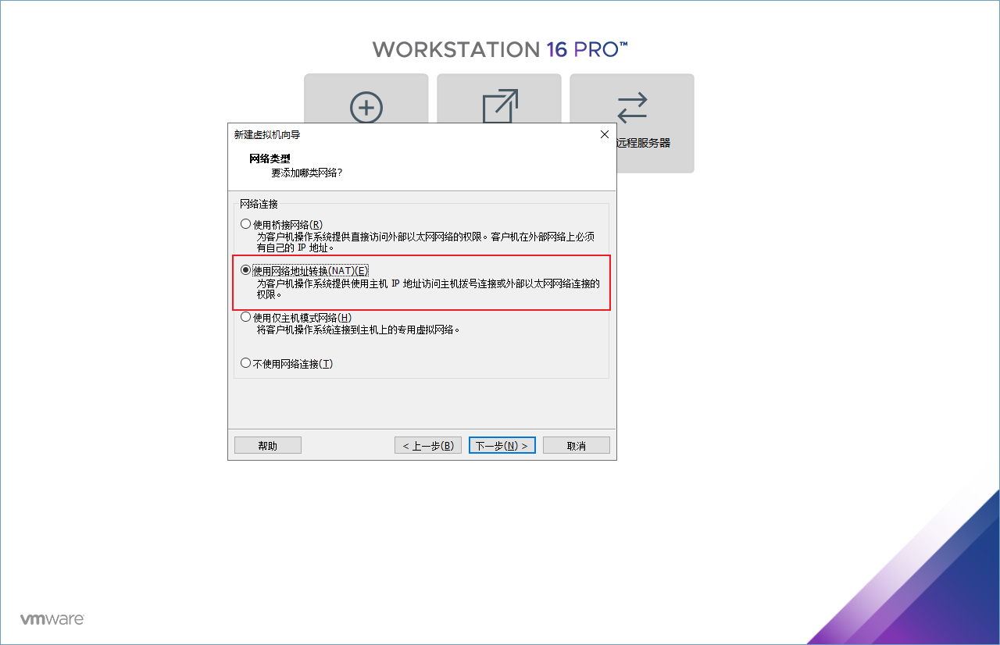 WORKSTATION 16 PRO™
远程服务器
新建虚拟机向导
网络类型
要添加哪类网络?
网络连接
使用桥接网络(R)
为客户机操作系统提供直接访问外部以太网网络的权限。客户机在外部网络上必须
有自己的 IP 地址。
使用网络地址转换(NAT)(E)
为客户机操作系统提供使用主机 IP 地址访问主机拨号连接或外部以太网网络连接的
权限。
使用仅主机模式网络(H)
将客户机操作系统连接到主机上的专用虚拟网络。
不使用网络连接(T)
帮助
< 上一步(B)
下一步(N) >
取消
vmware